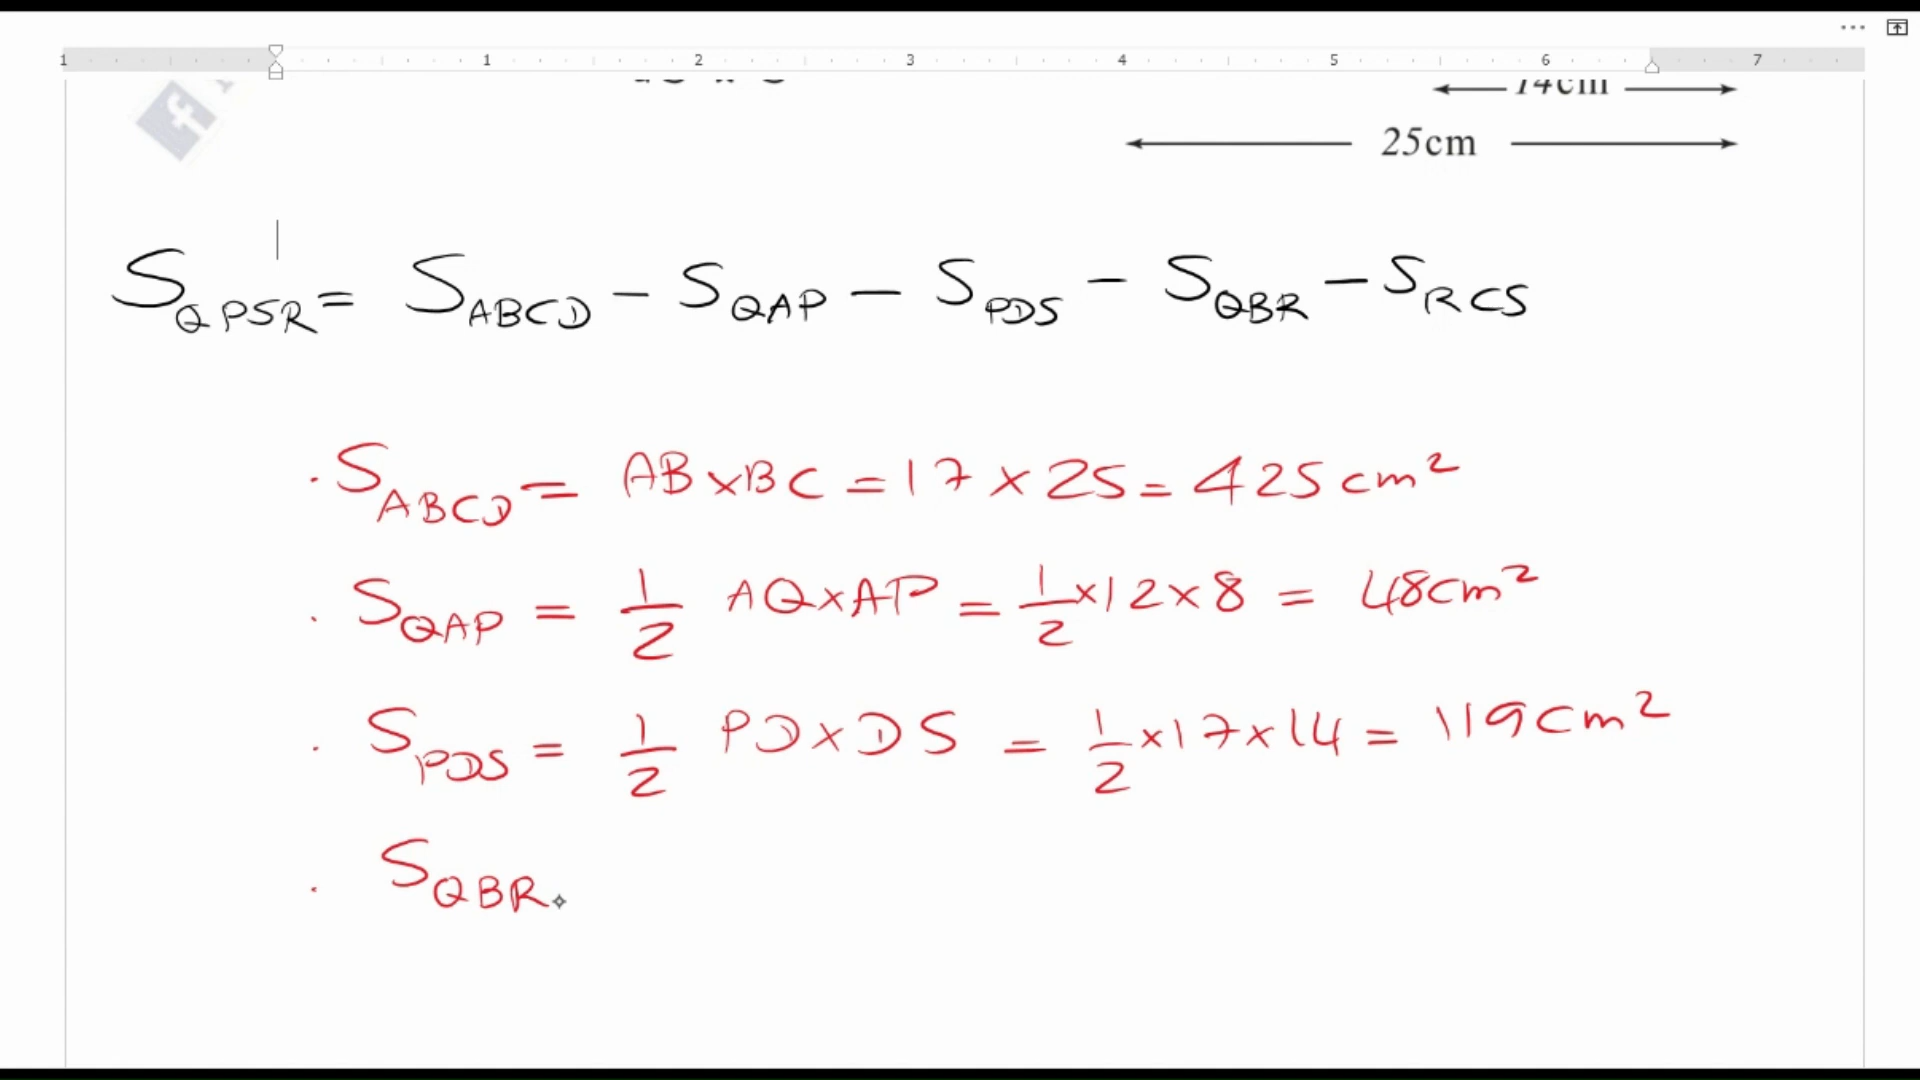 1 1 2 3 4 5 6 7
14cm
25cm
S_QPSR = S_ABCD - S_QAP - S_PDS - S_QBR - S_RCS
. S_ABCD = AB x BC = 17 x 25 = 425 cm²
. S_QAP = 1/2 AQ x AP = 1/2 x 12 x 8 = 48cm²
. S_PDS = 1/2 PD x DS = 1/2 x 17 x 14 = 119cm²
. S_QBR